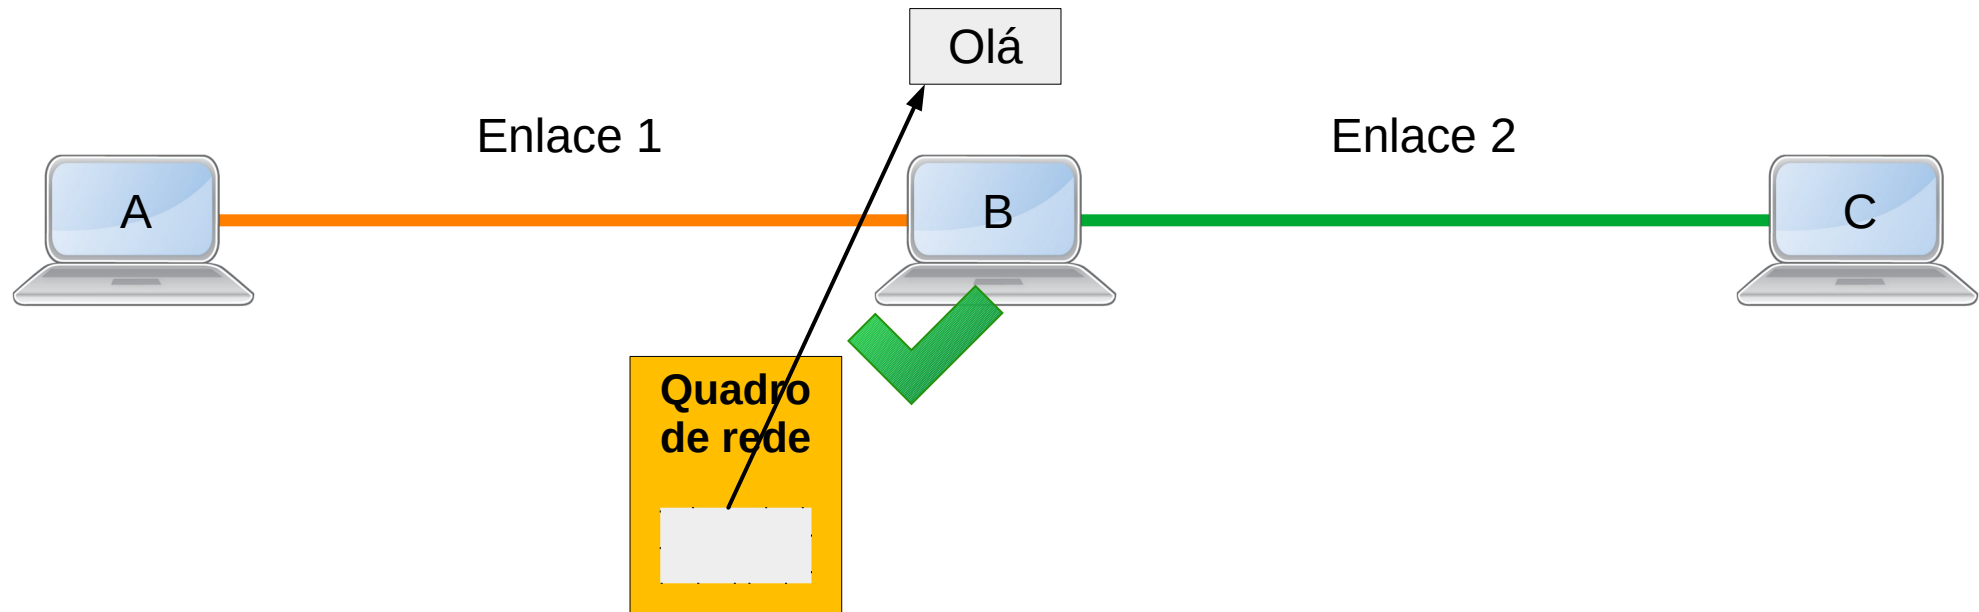 Olá
Enlace 1
Enlace 2
A
B
C
Quadro
de rede